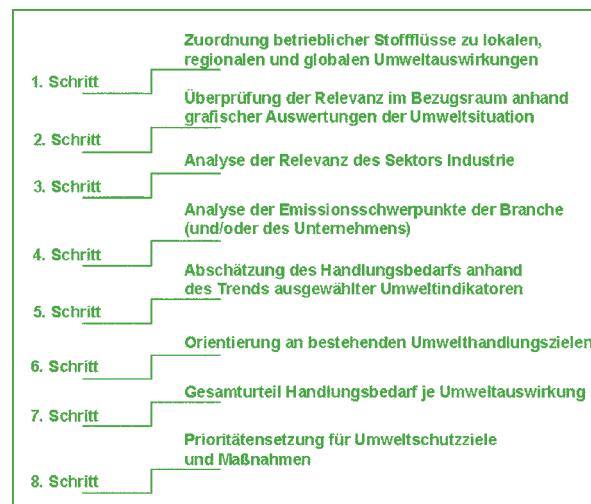 Zuordnung betrieblicher Stoffflüsse zu lokalen,
regionalen und globalen Umweltauswirkungen
1. Schritt
Überprüfung der Relevanz im Bezugsraum anhand
grafischer Auswertungen der Umweltsituation
2. Schritt
Analyse der Relevanz des Sektors Industrie
3. Schritt
Analyse der Emissionsschwerpunkte der Branche
(und/oder des Unternehmens)
4. Schritt
Abschätzung des Handlungsbedarfs anhand
des Trends ausgewählter Umweltindikatoren
5. Schritt
Orientierung an bestehenden Umwelthandlungszielen
6. Schritt
Gesamturteil Handlungsbedarf je Umweltauswirkung
7. Schritt
Prioritätensetzung für Umweltschutzziele
und Maßnahmen
8. Schritt